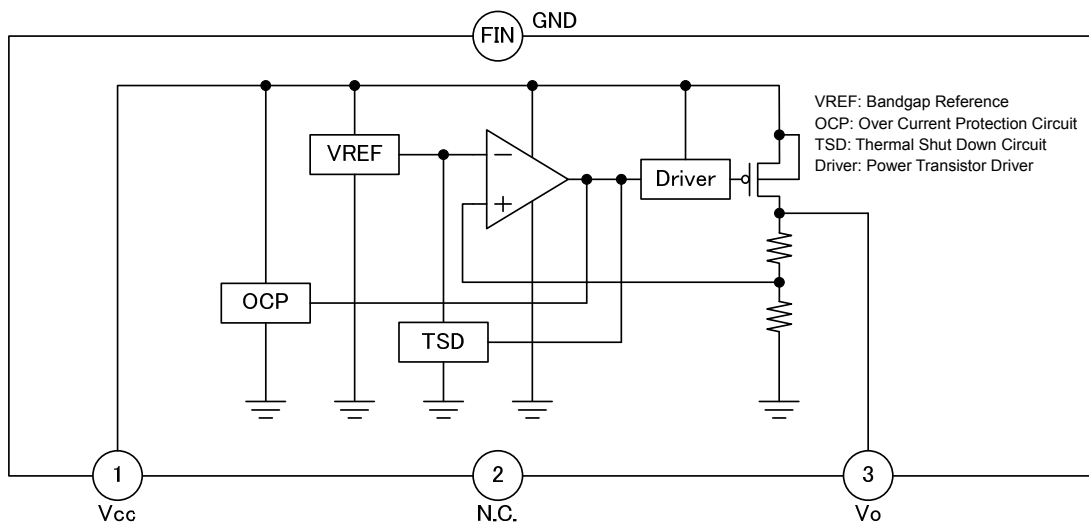 FIN GND
VREF: Bandgap Reference
OCP: Over Current Protection Circuit
TSD: Thermal Shut Down Circuit
Driver: Power Transistor Driver
VREF
−
+
Driver
OCP
TSD
1
Vcc
2
N.C.
3
Vo